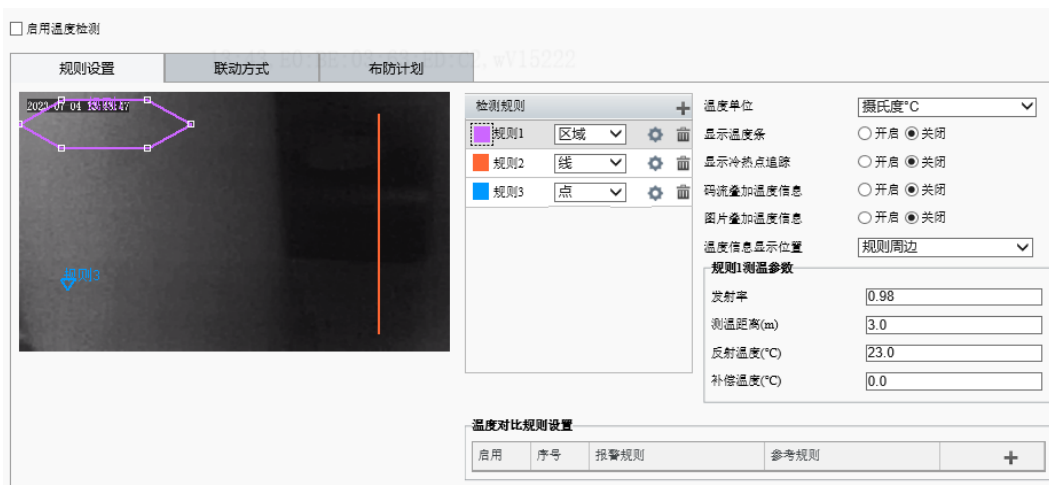 启用温度检测
规则设置 联动方式 布防计划
检测规则
规则1 区域
规则2 线
规则3 点
规则3
温度单位 摄氏度°C
显示温度条 开启 关闭
显示冷热点追踪 开启 关闭
码流叠加温度信息 开启 关闭
图片叠加温度信息 开启 关闭
温度信息显示位置 规则周边
规则1测温参数
发射率 0.98
测温距离(m) 3.0
反射温度(°C) 23.0
补偿温度(°C) 0.0
温度对比规则设置
启用 序号 报警规则 参考规则